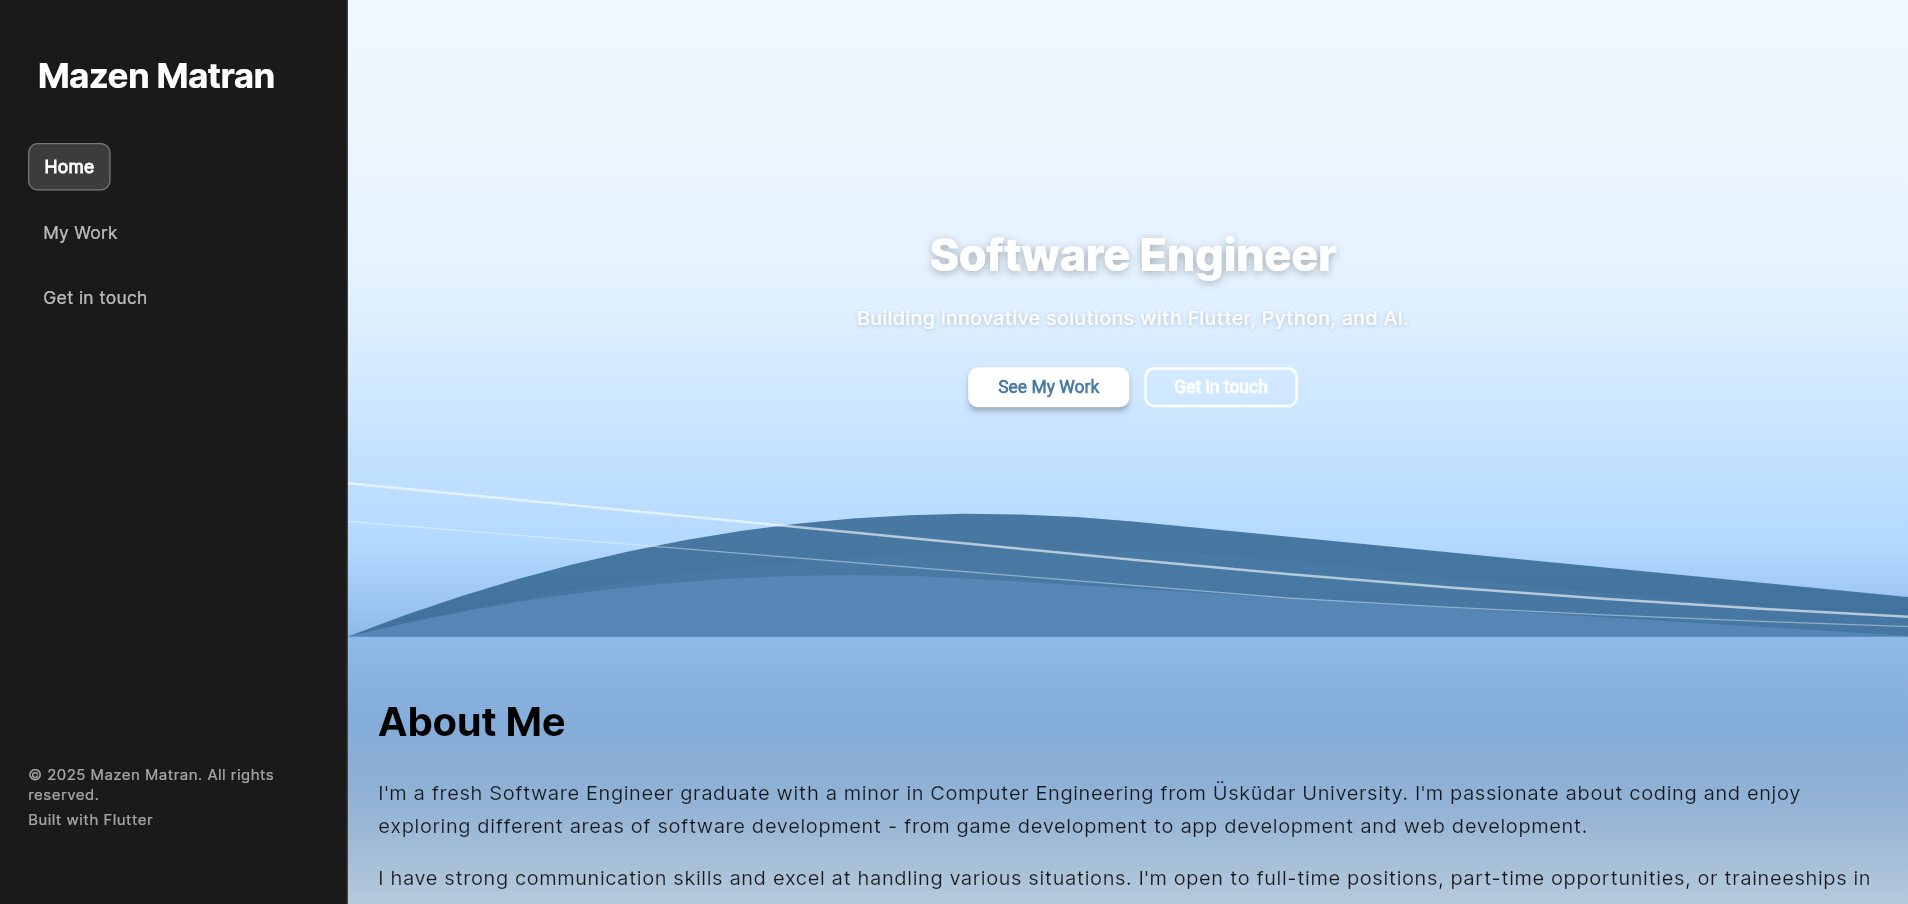 Mazen Matran
Home
My Work
Get in touch
© 2025 Mazen Matran. All rights
reserved.
Built with Flutter
Software Engineer
Building innovative solutions with Flutter, Python, and AI.
See My Work
Get in touch
About Me
I'm a fresh Software Engineer graduate with a minor in Computer Engineering from Üsküdar University. I'm passionate about coding and enjoy
exploring different areas of software development - from game development to app development and web development.
I have strong communication skills and excel at handling various situations. I'm open to full-time positions, part-time opportunities, or traineeships in